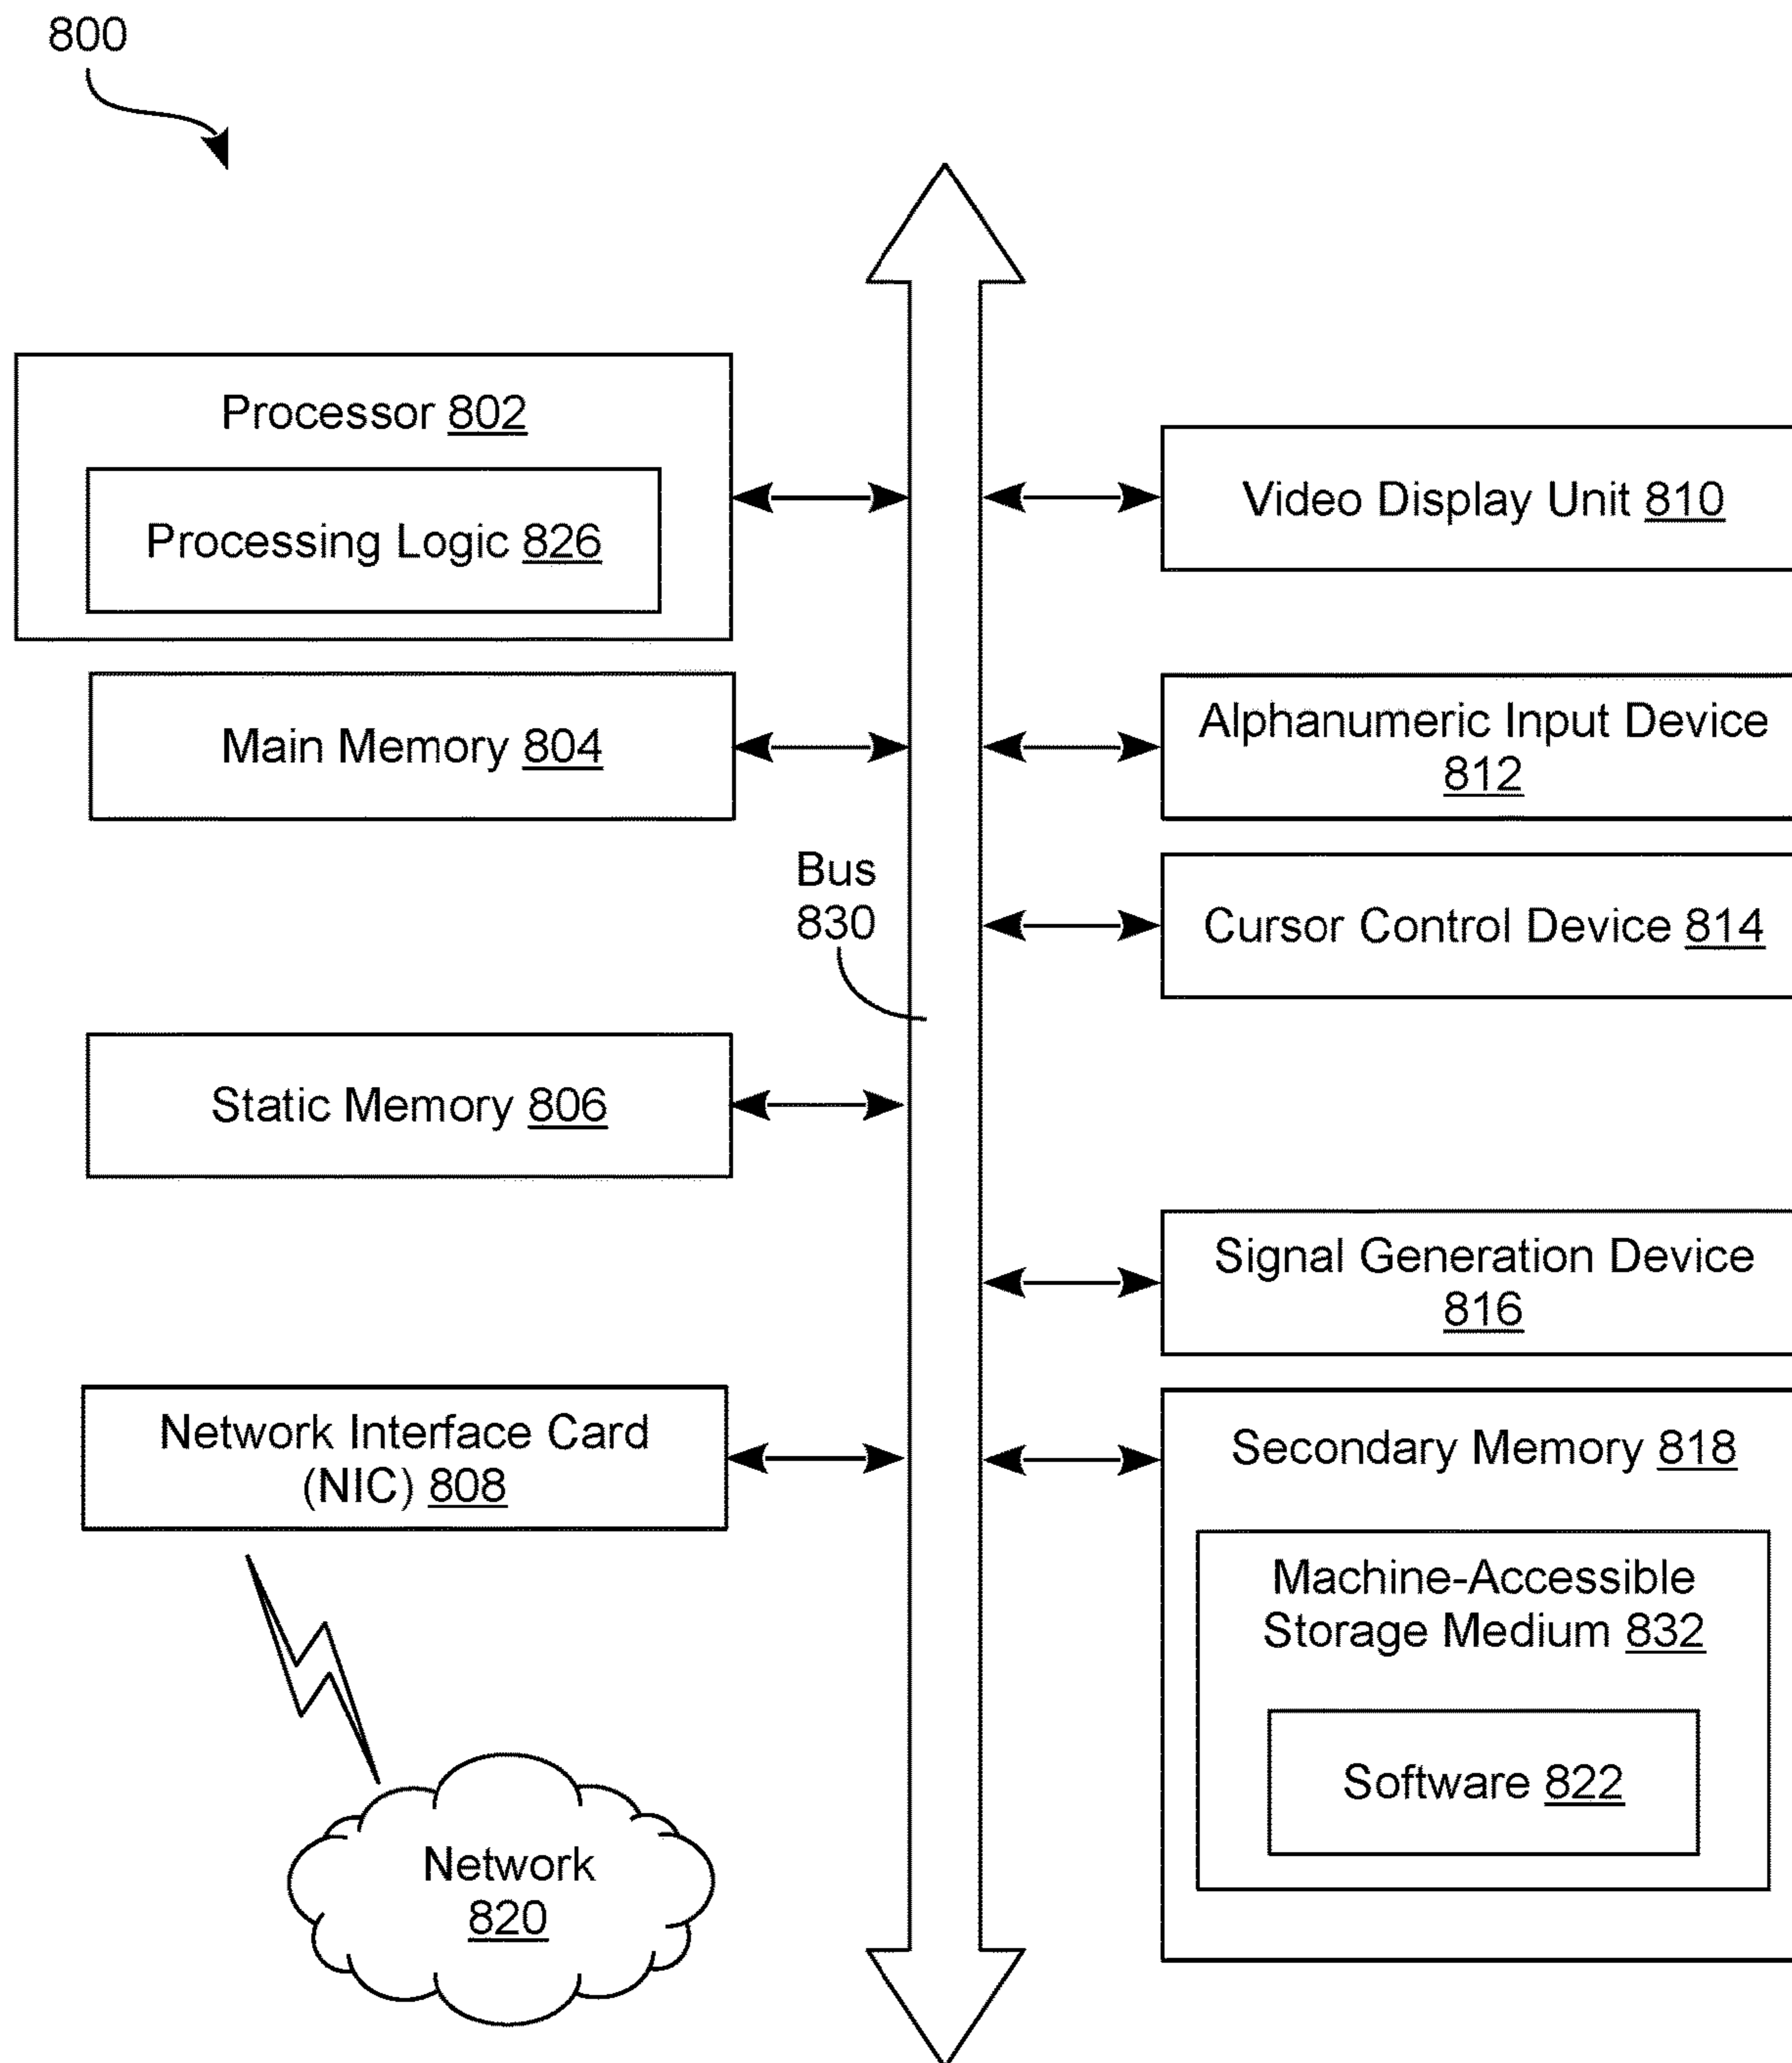 800
Processor 802
Processing Logic 826
Main Memory 804
Bus
830
Static Memory 806
Network Interface Card
(NIC) 808
Network
820
Video Display Unit 810
Alphanumeric Input Device
812
Cursor Control Device 814
Signal Generation Device
816
Secondary Memory 818
Machine-Accessible
Storage Medium 832
Software 822